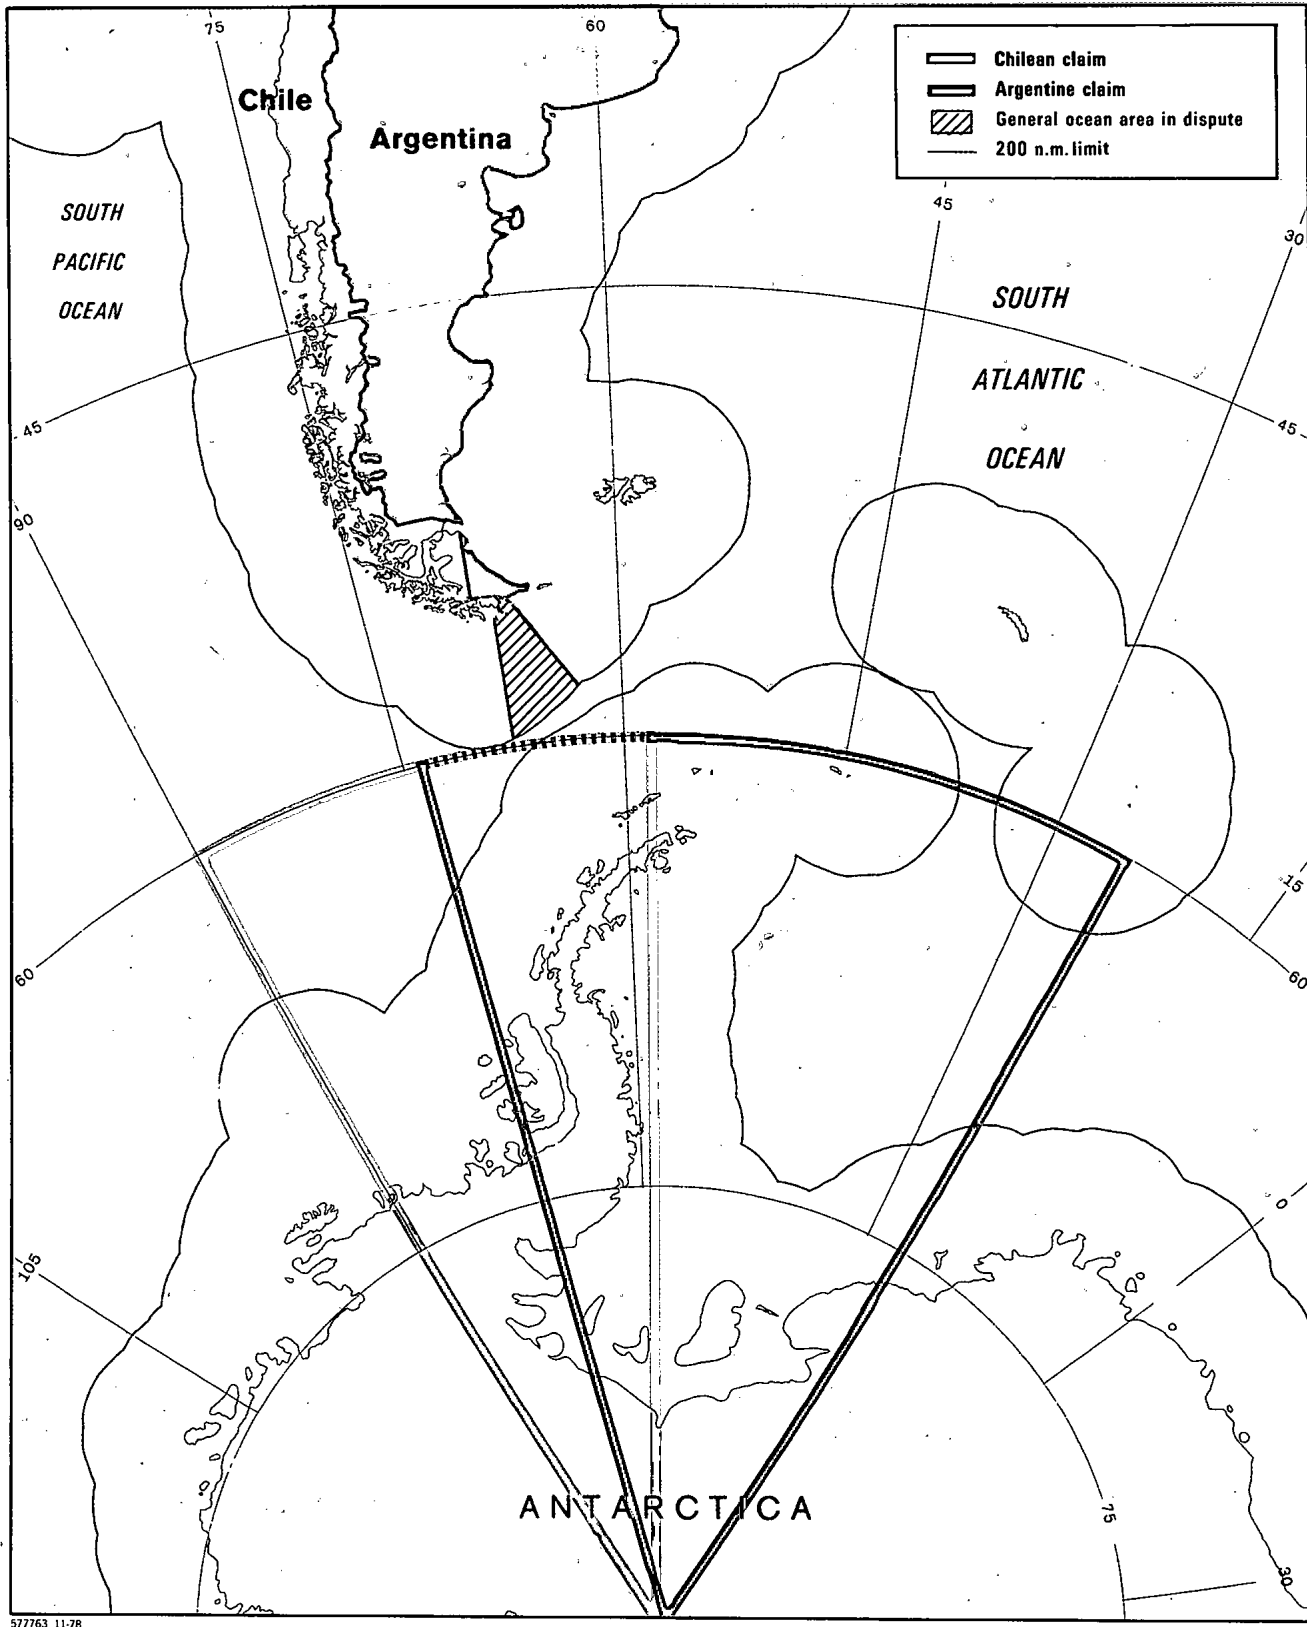 75
60
Chilean claim
Argentine claim
General ocean area in dispute
200 n.m. limit
Chile
Argentina
SOUTH
PACIFIC
OCEAN
45
30
SOUTH
ATLANTIC
OCEAN
45
45
90
60
15
60
105
0
ANTARCTICA
75
30
577763 11-78